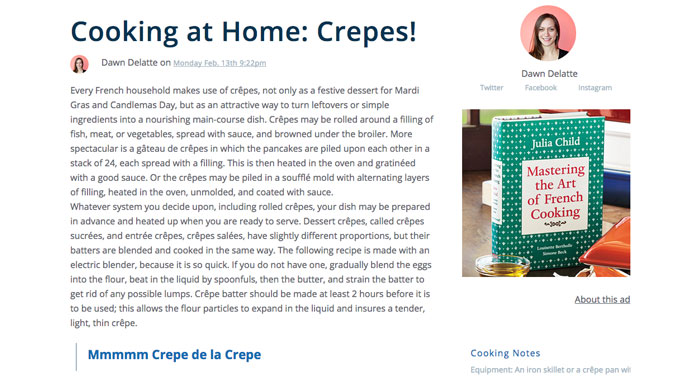 Cooking at Home: Crepes!
Dawn Delatte on Monday Feb. 13th 9:22pm
Every French household makes use of crêpes, not only as a festive dessert for Mardi
Gras and Candlemas Day, but as an attractive way to turn leftovers or simple
ingredients into a nourishing main-course dish. Crêpes may be rolled around a filling of
fish, meat, or vegetables, spread with sauce, and browned under the broiler. More
spectacular is a gâteau de crêpes in which the pancakes are piled upon each other in a
stack of 24, each spread with a filling. This is then heated in the oven and gratinéed
with a good sauce. Or the crêpes may be piled in a soufflé mold with alternating layers
of filling, heated in the oven, unmolded, and coated with sauce.
Whatever system you decide upon, including rolled crêpes, your dish may be prepared
in advance and heated up when you are ready to serve. Dessert crêpes, called crêpes
sucrées, and entrée crêpes, crêpes salées, have slightly different proportions, but their
batters are blended and cooked in the same way. The following recipe is made with an
electric blender, because it is so quick. If you do not have one, gradually blend the eggs
into the flour, beat in the liquid by spoonfuls, then the butter, and strain the batter to
get rid of any possible lumps. Crêpe batter should be made at least 2 hours before it is
to be used; this allows the flour particles to expand in the liquid and insures a tender,
light, thin crêpe.
Mmmmm Crepe de la Crepe
Dawn Delatte
Twitter Facebook Instagram
Julia Child
Mastering
the Art
of French
Cooking
Louisette Bertholle
Simone Beck
About this ad
Cooking Notes
Equipment: An iron skillet or a crêpe pan wi